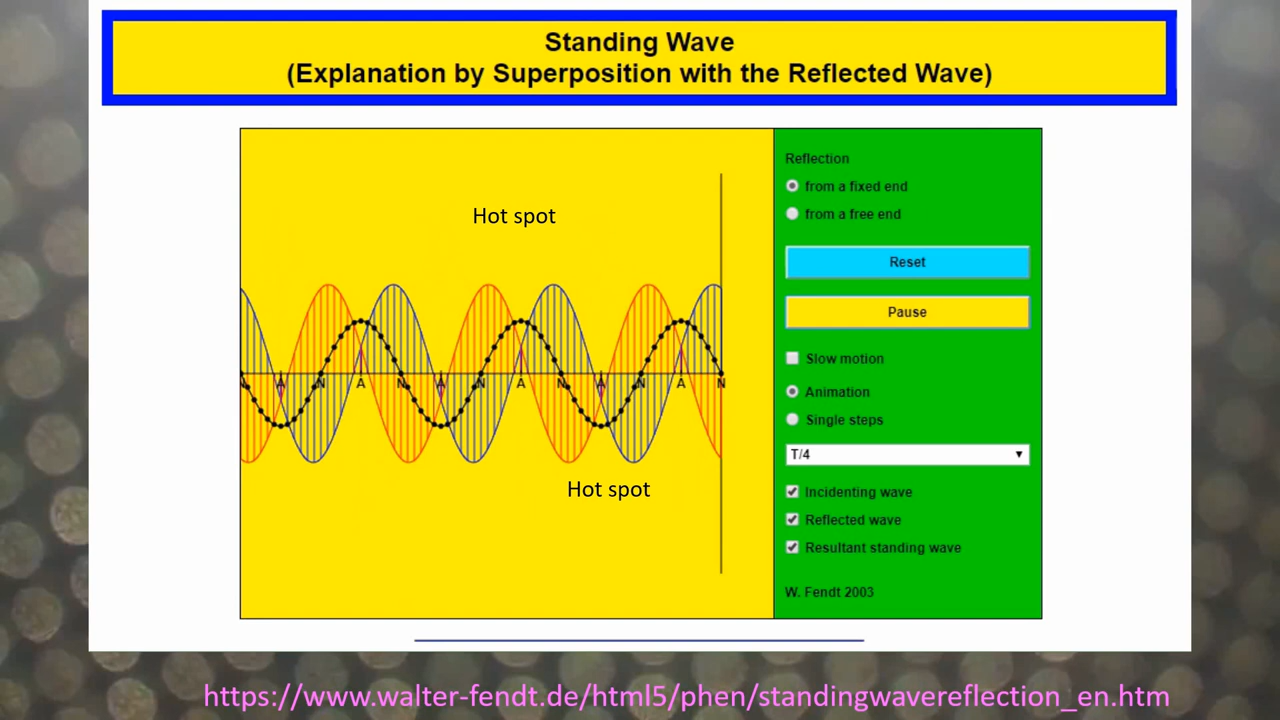 Standing Wave
(Explanation by Superposition with the Reflected Wave)
Reflection
from a fixed end
from a free end
Hot spot
Reset
Pause
Slow motion
N A N A N A N A N A N A N
Animation
Single steps
T/4
Hot spot
Incidenting wave
Reflected wave
Resultant standing wave
W. Fendt 2003
https://www.walter-fendt.de/html5/phen/standingwavereflection_en.htm